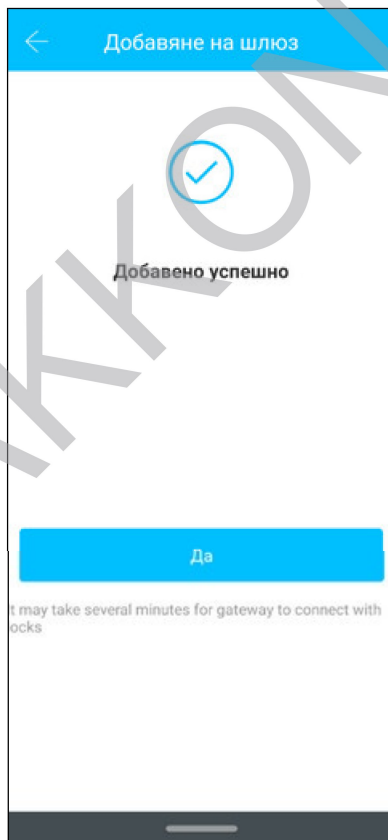 Добавяне на шлюз
Добавено успешно
Да
t may take several minutes for gateway to connect with
ocks